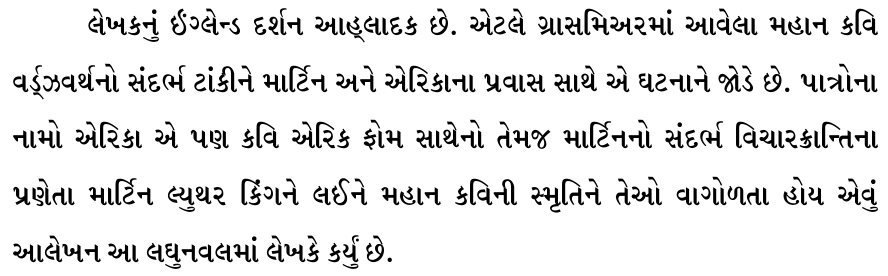 લેખકનું ઈંગ્લેન્ડ દર્શન આહ્લાદક છે. એટલે ગ્રાસમિઅરમાં આવેલા મહાન કવિ
વર્ડ્ઝવર્થનો સંદર્ભ ટાંકીને માર્ટિન અને એરિકાના પ્રવાસ સાથે એ ઘટનાને જોડે છે. પાત્રોના
નામો એરિકા એ પણ કવિ એરિક ફ્રોમ સાથેનો તેમજ માર્ટિનનો સંદર્ભ વિચારક્રાન્તિના
પ્રણેતા માર્ટિન લ્યુથર કિંગને લઈને મહાન કવિની સ્મૃતિને તેઓ વાગોળતા હોય એવું
આલેખન આ લઘુનવલમાં લેખકે કર્યું છે.